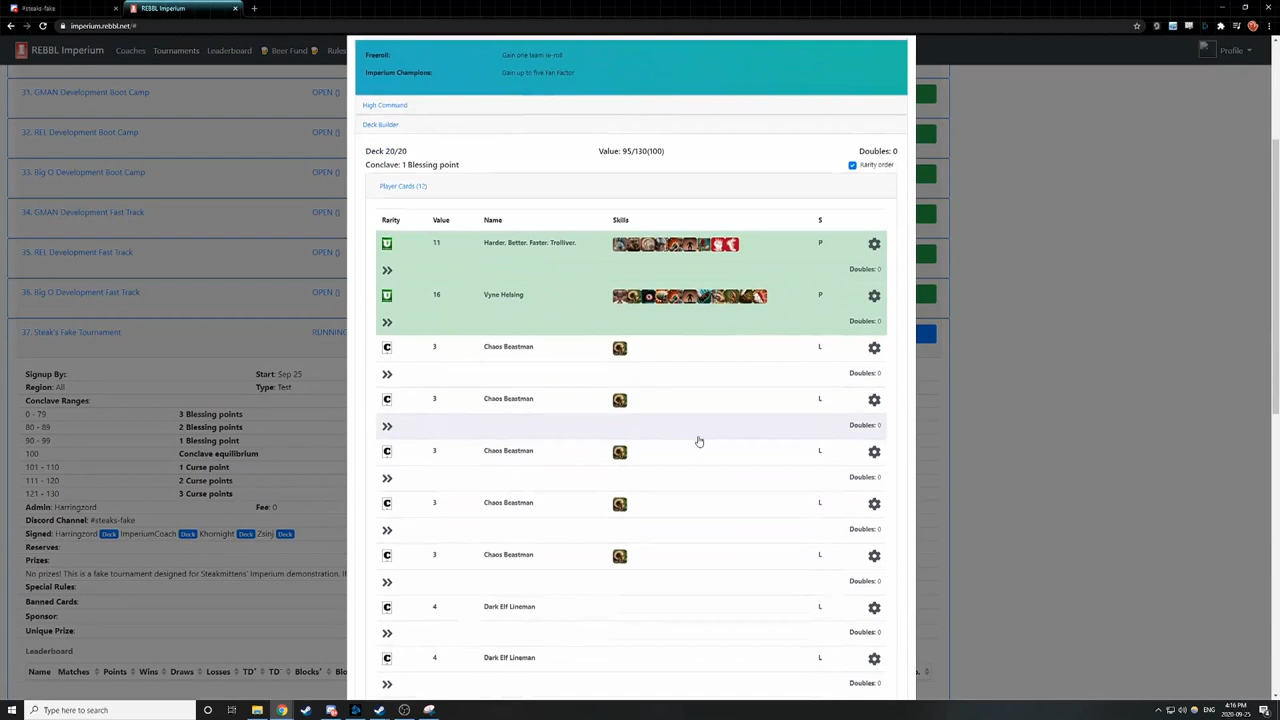 #steaks-fake
REBBL Imperium
imperium.rebbl.net/#
REBBL Imperium Coaches Tournaments Leaderboard Beer Fund Rules
Profile
Freeroll: Gain one team re-roll
Imperium Champions: Gain up to five Fan Factor
High Command
Deck Builder
Deck 20/20 Value: 95/130(100) Doubles: 0
Conclave: 1 Blessing point Rarity order
Player Cards (12)
Rarity Value Name Skills S
U 11 Harder. Better. Faster. Trolliver. P
Doubles: 0
U 16 Vyne Helsing P
Doubles: 0
C 3 Chaos Beastman L
Doubles: 0
C 3 Chaos Beastman L
Doubles: 0
C 3 Chaos Beastman L
Doubles: 0
C 3 Chaos Beastman L
Doubles: 0
C 3 Chaos Beastman L
Doubles: 0
C 4 Dark Elf Lineman L
Doubles: 0
C 4 Dark Elf Lineman L
Doubles: 0
31. GMAN Development Boot Camp OPEN ()
32. REL Development Boot Camp OPEN ()
33. Big O Development Boot Camp OPEN ()
34. GMAN Development Fast Track OPEN ()
35. REL Development Fast Track OPEN ()
36. Big O Development Fast Track OPEN ()
37. Steak's Fake Tournament RUNNING
Signup By: Start: Sep 25
Region: All Type: Test
Conclave Ranges:
0 - 79 3 Blessing points
80 - 89 2 Blessing points
90 - 99 1 Blessing point
100 Conclave equilibrium
101 - 110 1 Curse point
111 - 120 2 Curse points
121 - 130 3 Curse points
Admin: Harringzord Fee: 0
Discord Channel: #steaks-fake
Signed: Harringzord Deck ImperiumCoach Deck Khornight Deck Zsinj Deck
Reserves:
Prizes:
No prizes! This is a fake tournament designed for Steakmittens' Imperium demonstration.
Special Rules:
Banned Cards:
Sponsor:
Unique Prize:
Leaderboard
Name Matches Points Wins Draws Losses TD TD Blocks
Type here to search
ENG
4:16 PM
2020-09-25